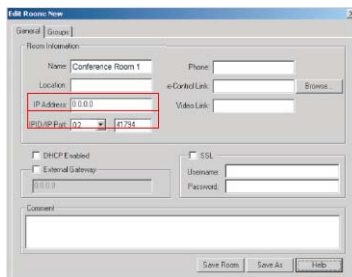 Edit Room: New
General Groups
Room Information
Name: Conference Room 1
Phone:
Location:
e-Control Link:
Browse...
IP Address: 0.0.0.0
Video Link:
IPID/IP Port: 02 41794
DHCP Enabled
SSL
External Gateway
Username:
0.0.0.0
Password:
Comment
Save Room Save As Help